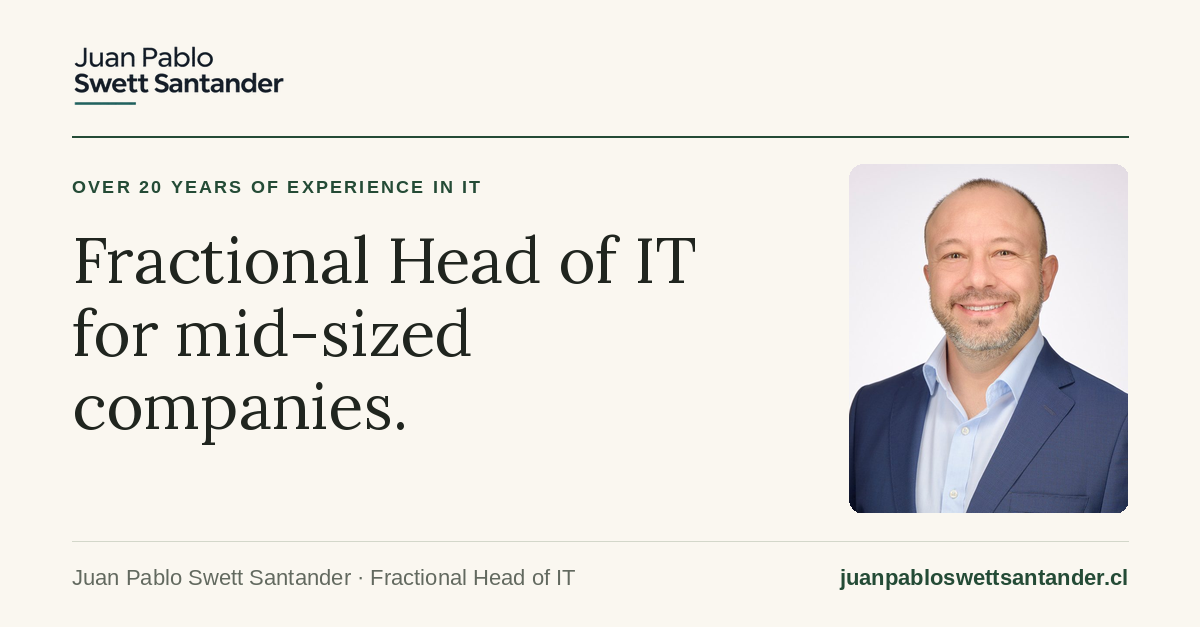 Juan Pablo
Swett Santander
OVER 20 YEARS OF EXPERIENCE IN IT
Fractional Head of IT
for mid-sized
companies.
Juan Pablo Swett Santander · Fractional Head of IT
juanpabloswettsantander.cl